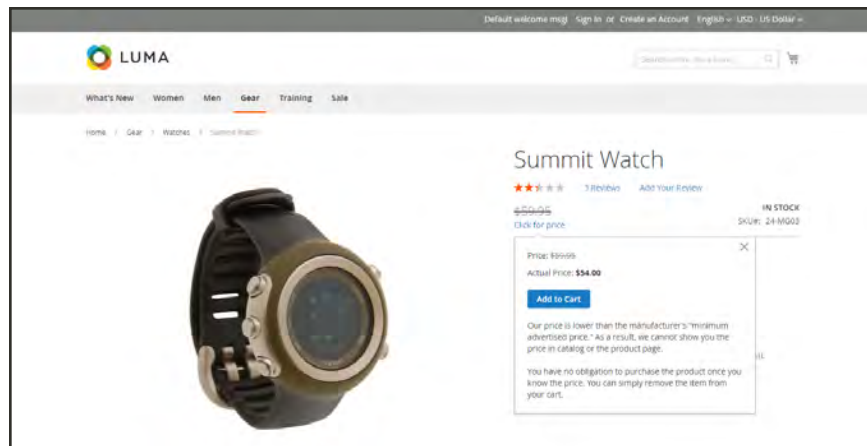 Default welcome msg! Sign In or Create an Account English USD - US Dollar
LUMA
What's New Women Men Gear Training Sale
Home / Gear / Watches / Summit Watch
Summit Watch
3 Reviews Add Your Review
$59.95
IN STOCK
Click for price
SKU#: 24-MG03
Price: $59.95
Actual Price: $54.00
Add to Cart
Our price is lower than the manufacturer's "minimum
advertised price." As a result, we cannot show you the
price in catalog or the product page.
You have no obligation to purchase the product once you
know the price. You can simply remove the item from
your cart.